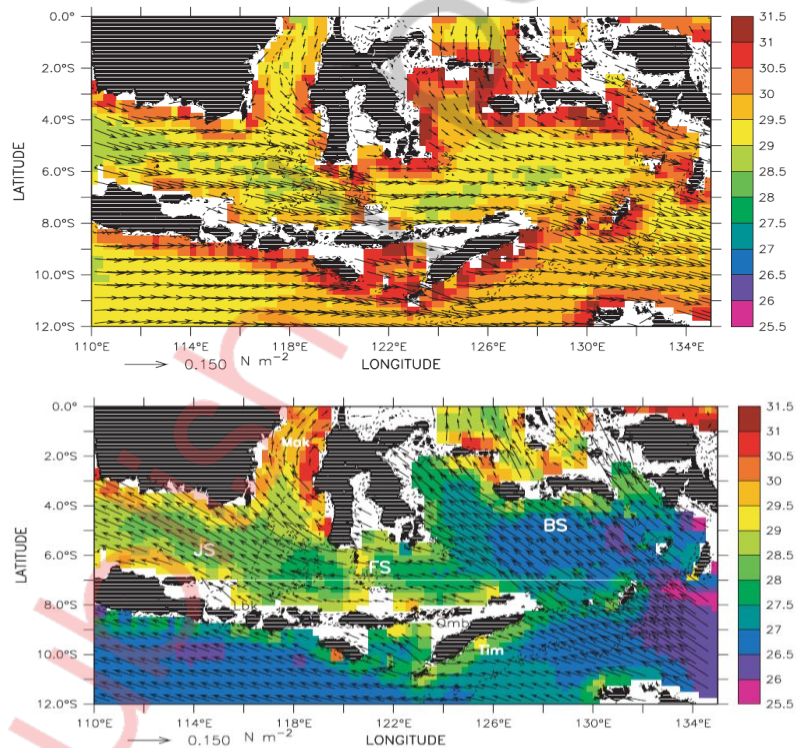 0.0°
2.0°S
4.0°S
6.0°S
8.0°S
10.0°S
12.0°S
LATITUDE
110°E 114°E 118°E 122°E 126°E 130°E 134°E
LONGITUDE
0.150 N m⁻²
31.5
31
30.5
30
29.5
29
28.5
28
27.5
27
26.5
26
25.5
0.0°
2.0°S
4.0°S
6.0°S
8.0°S
10.0°S
12.0°S
LATITUDE
Mak
BS
JS
FS
Omb
Tim
110°E 114°E 118°E 122°E 126°E 130°E 134°E
LONGITUDE
0.150 N m⁻²
31.5
31
30.5
30
29.5
29
28.5
28
27.5
27
26.5
26
25.5